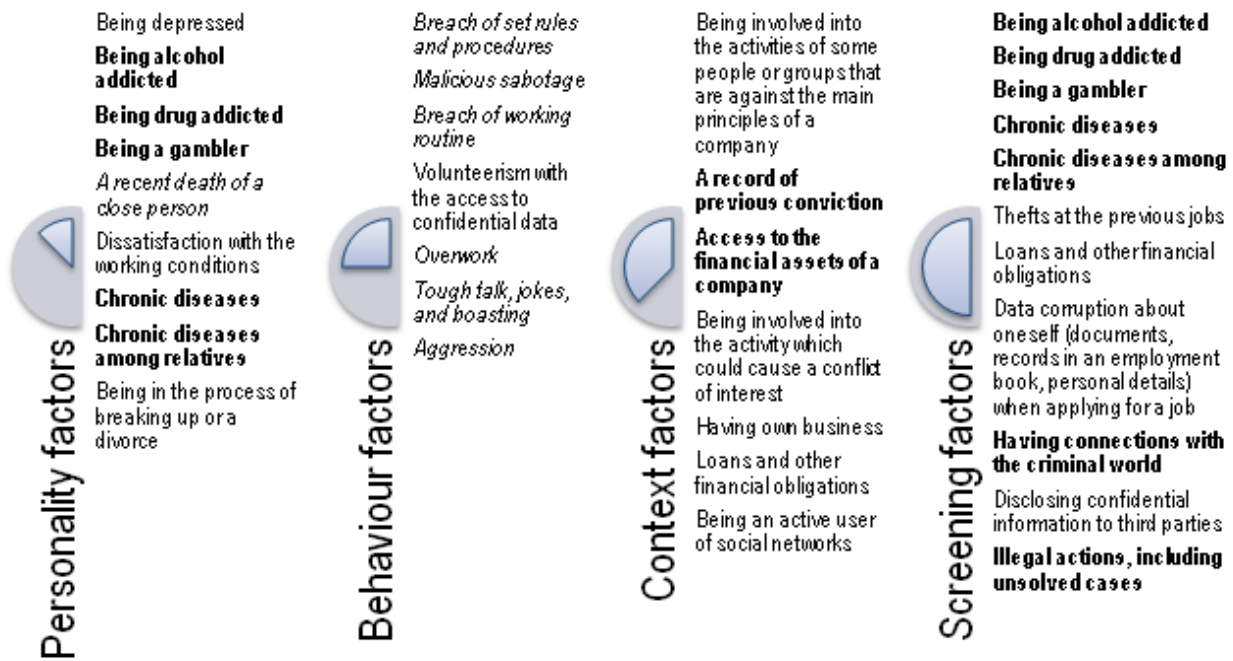 Personality factors
Being depressed
Being alcohol
addicted
Being drug addicted
Being a gambler
A recent death of a
close person
Dissatisfaction with the
working conditions
Chronic diseases
Chronic diseases
among relatives
Being in the process of
breaking up or a
divorce
Behaviour factors
Breach of set rules
and procedures
Malicious sabotage
Breach of working
routine
Volunteerism with
the access to
confidential data
Overwork
Tough talk, jokes,
and boasting
Aggression
Context factors
Being involved into
the activities of some
people or groups that
are against the main
principles of a
company
A record of
previous conviction
Access to the
financial assets of a
company
Being involved into
the activity which
could cause a conflict
of interest
Having own business
Loans and other
financial obligations
Being an active user
of social networks
Screening factors
Being alcohol addicted
Being drug addicted
Being a gambler
Chronic diseases
Chronic diseases among
relatives
Thefts at the previous jobs
Loans and other financial
obligations
Data corruption about
oneself (documents,
records in an employment
book, personal details)
when applying for a job
Having connections with
the criminal world
Disclosing confidential
information to third parties
Illegal actions, including
unsolved cases